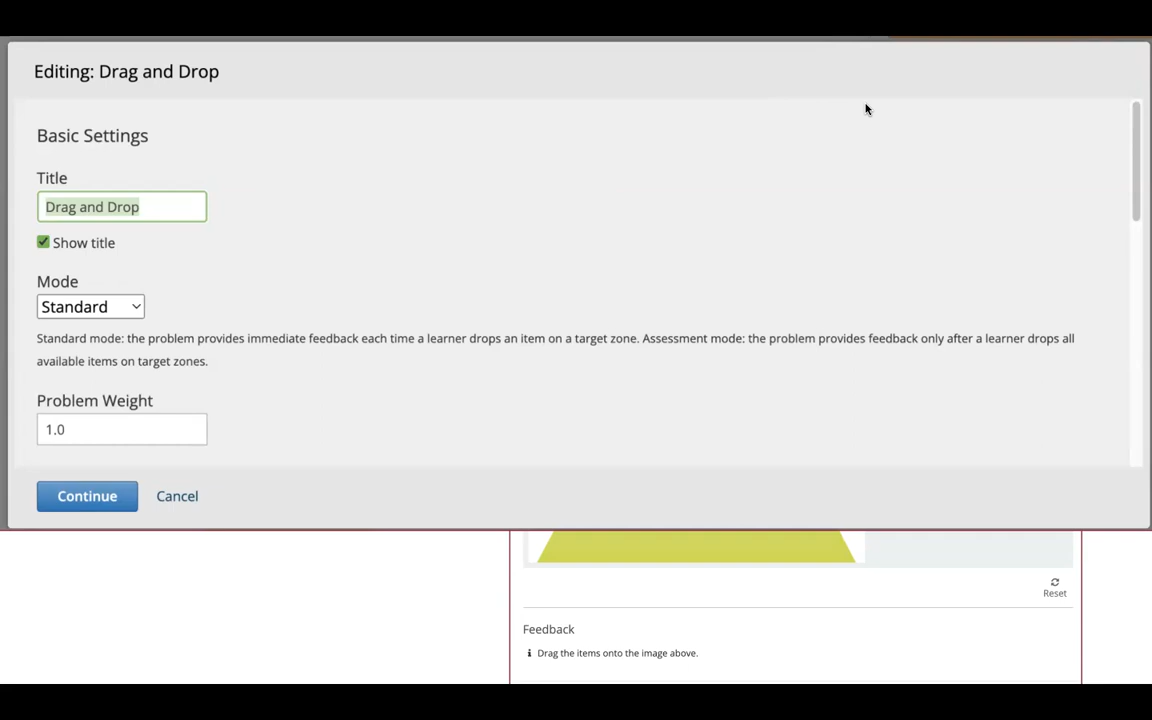 Editing: Drag and Drop
Basic Settings
Title
Drag and Drop
Show title
Mode
Standard
Standard mode: the problem provides immediate feedback each time a learner drops an item on a target zone. Assessment mode: the problem provides feedback only after a learner drops all
available items on target zones.
Problem Weight
1.0
Continue Cancel
Reset
Feedback
Drag the items onto the image above.